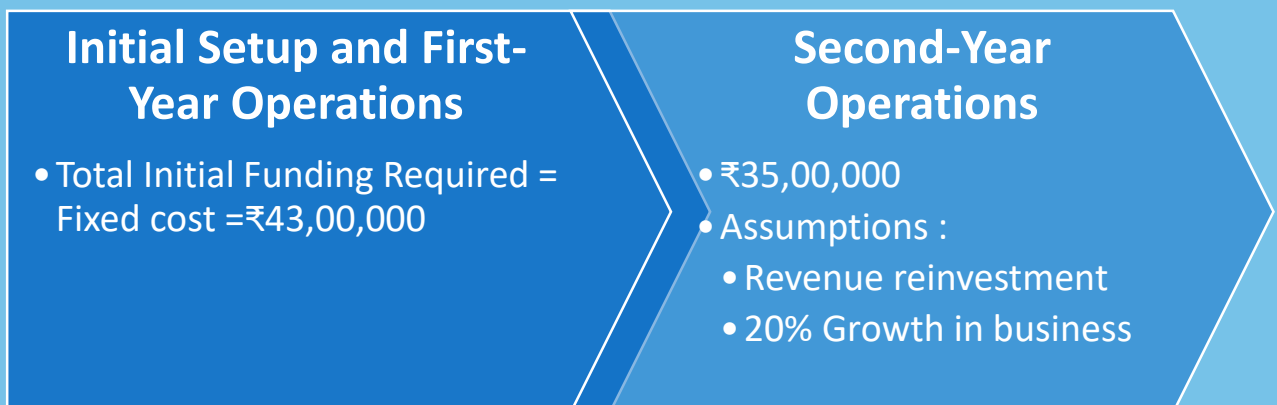 Initial Setup and First-
Year Operations
• Total Initial Funding Required =
Fixed cost =₹43,00,000
Second-Year
Operations
• ₹35,00,000
• Assumptions :
• Revenue reinvestment
• 20% Growth in business